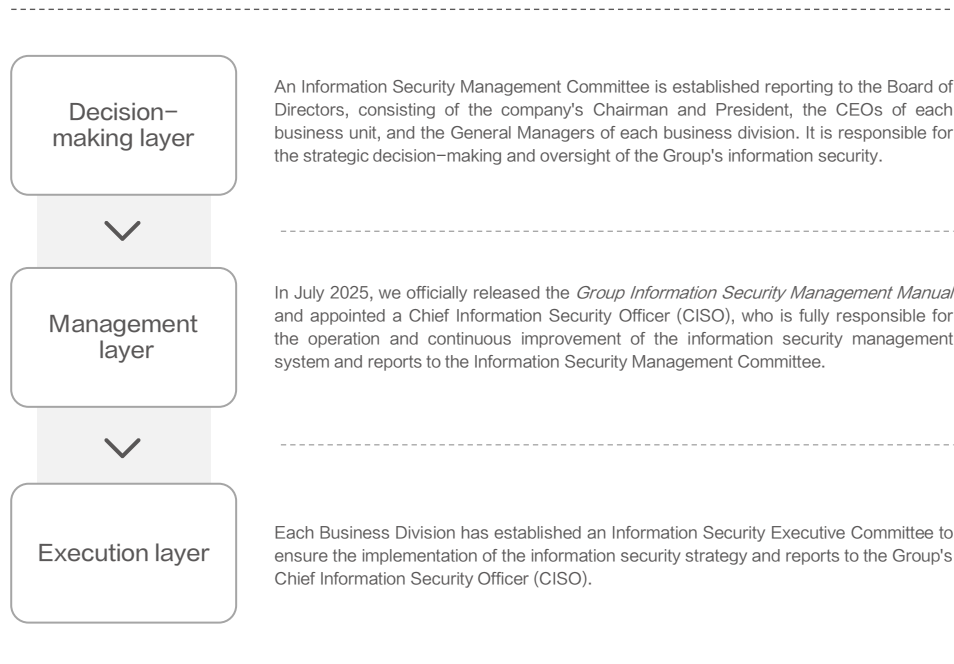 Decision-
making layer
An Information Security Management Committee is established reporting to the Board of
Directors, consisting of the company's Chairman and President, the CEOs of each
business unit, and the General Managers of each business division. It is responsible for
the strategic decision-making and oversight of the Group's information security.
Management
layer
In July 2025, we officially released the Group Information Security Management Manual
and appointed a Chief Information Security Officer (CISO), who is fully responsible for
the operation and continuous improvement of the information security management
system and reports to the Information Security Management Committee.
Execution layer
Each Business Division has established an Information Security Executive Committee to
ensure the implementation of the information security strategy and reports to the Group's
Chief Information Security Officer (CISO).